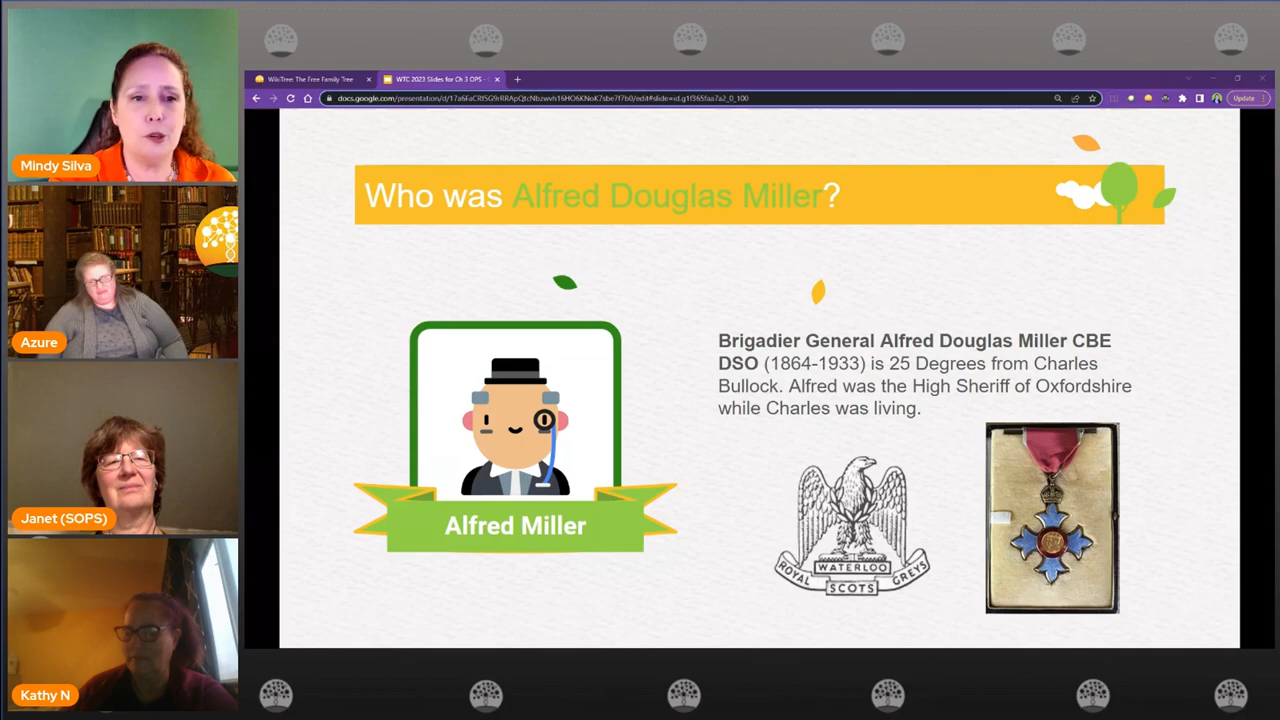 Mindy Silva
Azure
Janet (SOPS)
Kathy N
WikiTree: The Free Family Tree
WTC 2023 Slides for Ch 3 OPS -
Update
Who was Alfred Douglas Miller?
Alfred Miller
Brigadier General Alfred Douglas Miller CBE
DSO (1864-1933) is 25 Degrees from Charles
Bullock. Alfred was the High Sheriff of Oxfordshire
while Charles was living.
WATERLOO
ROYAL SCOTS GREYS